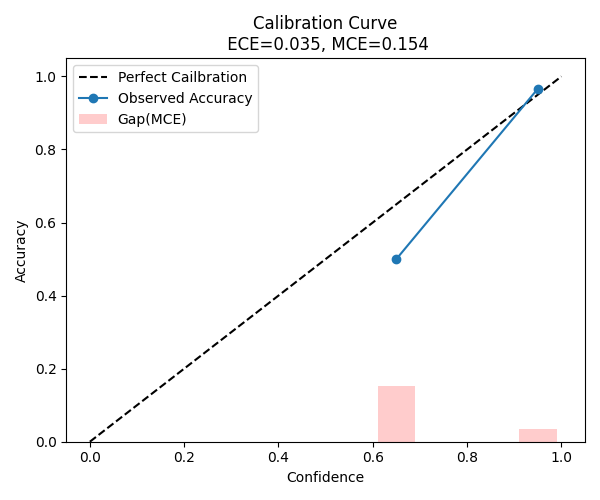 Calibration Curve
ECE=0.035, MCE=0.154
Perfect Cailbration
Observed Accuracy
Gap(MCE)
1.0
0.8
0.6
0.4
0.2
0.0
Accuracy
0.0 0.2 0.4 0.6 0.8 1.0
Confidence